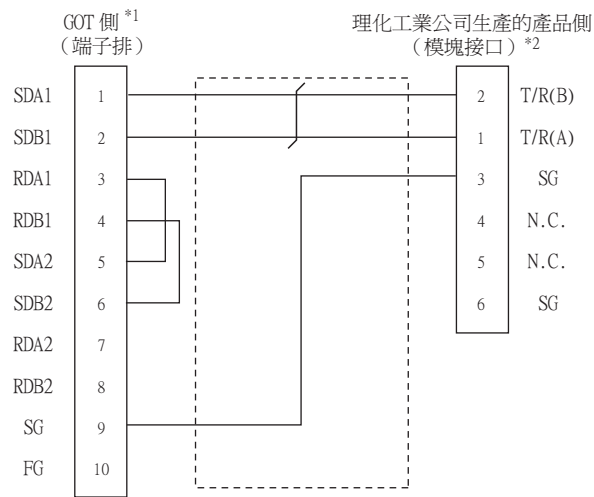 GOT 側 *1
（端子排）
理化工業公司生產的產品側
（模塊接口）*2
SDA1 1 2 T/R(B)
SDB1 2 1 T/R(A)
RDA1 3 3 SG
RDB1 4 4 N.C.
SDA2 5 5 N.C.
SDB2 6 6 SG
RDA2 7
RDB2 8
SG 9
FG 10